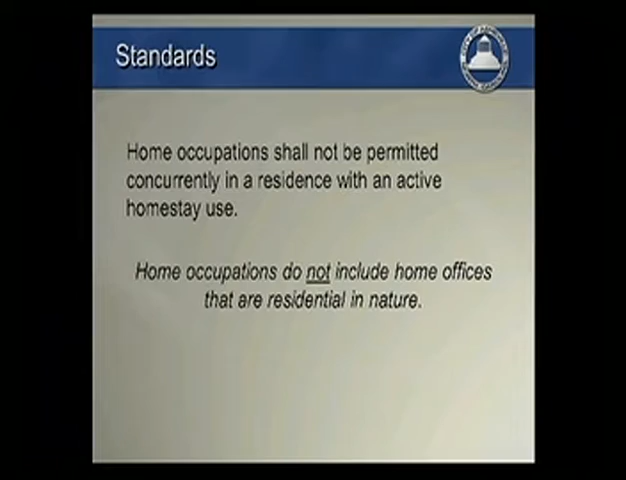 Standards
Home occupations shall not be permitted
concurrently in a residence with an active
homestay use.
Home occupations do not include home offices
that are residential in nature.